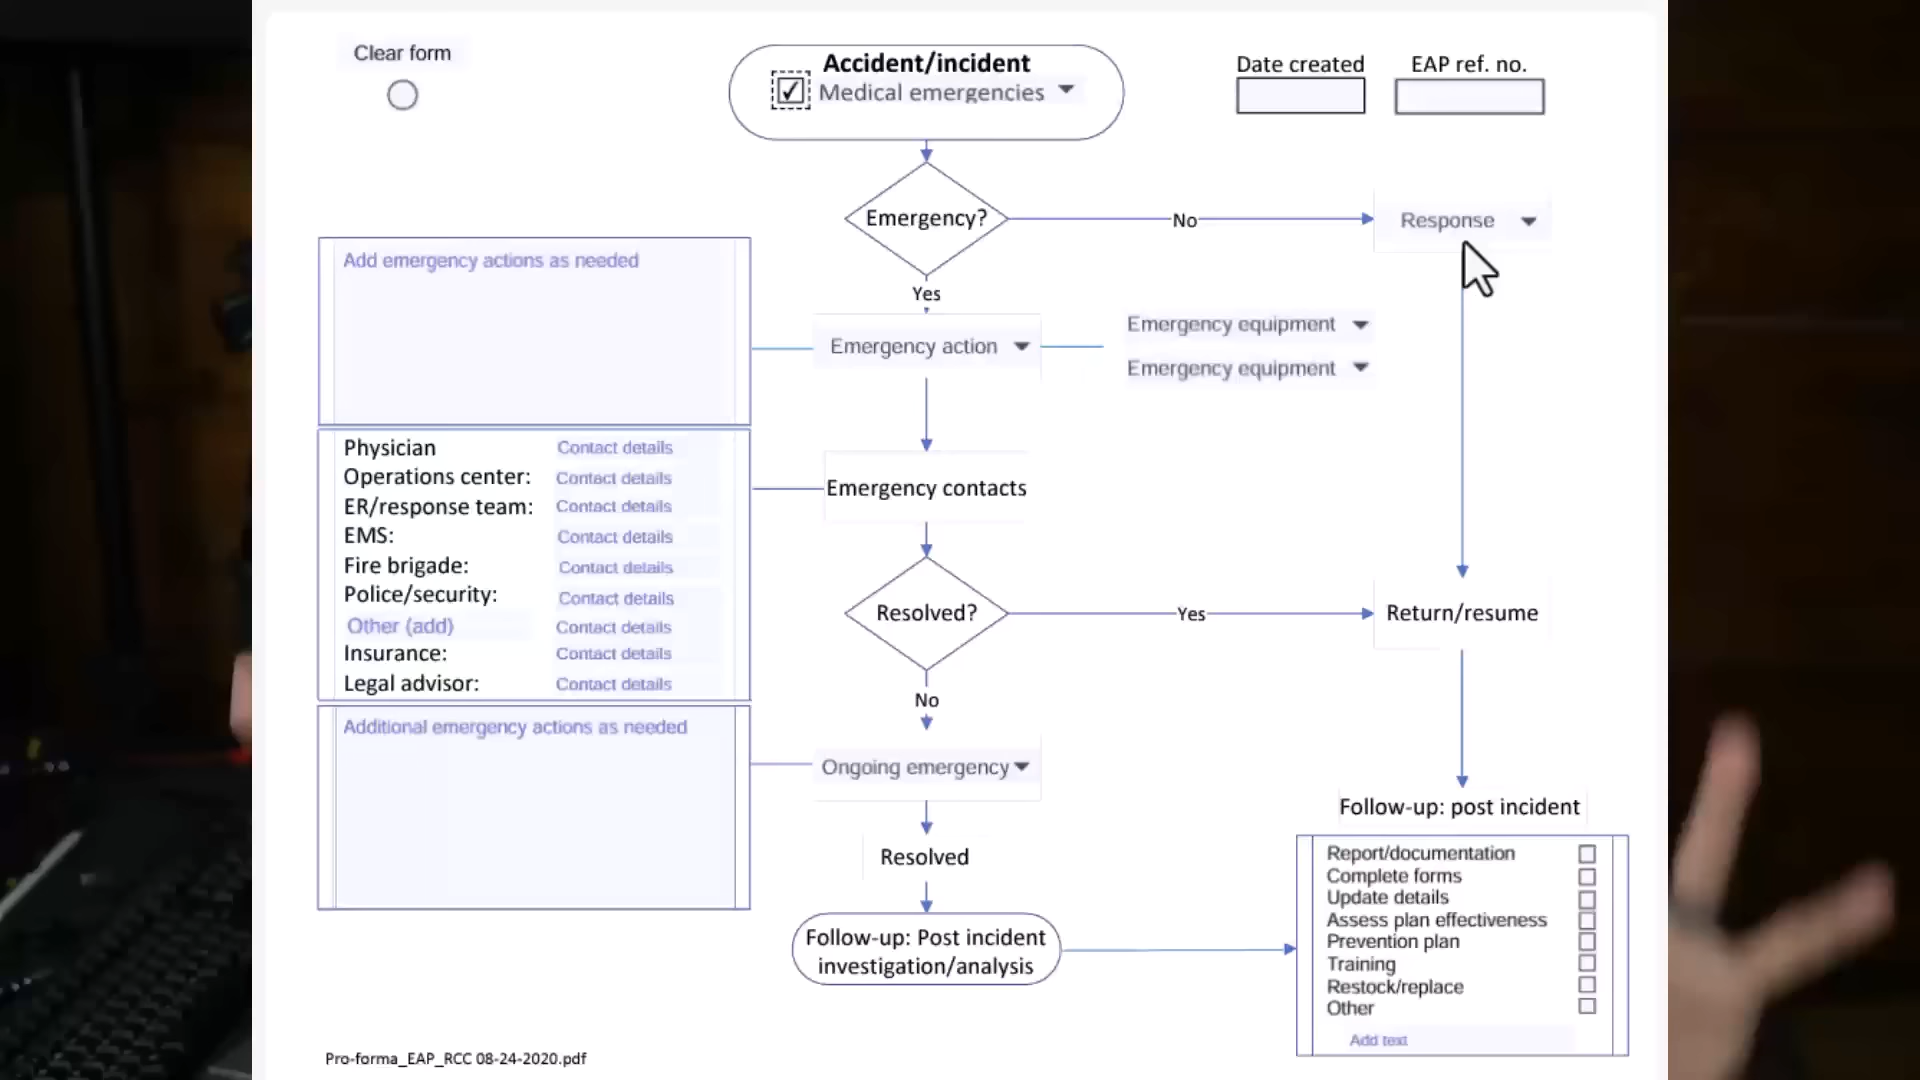 Clear form
Accident/incident
Medical emergencies
Date created
EAP ref. no.
Emergency?
No
Response
Yes
Add emergency actions as needed
Emergency action
Emergency equipment
Emergency equipment
Physician
Contact details
Operations center:
Contact details
ER/response team:
Contact details
EMS:
Contact details
Fire brigade:
Contact details
Police/security:
Contact details
Other (add)
Contact details
Insurance:
Contact details
Legal advisor:
Contact details
Emergency contacts
Resolved?
Yes
Return/resume
No
Additional emergency actions as needed
Ongoing emergency
Resolved
Follow-up: Post incident
investigation/analysis
Follow-up: post incident
Report/documentation
Complete forms
Update details
Assess plan effectiveness
Prevention plan
Training
Restock/replace
Other
Add text
Pro-forma_EAP_RCC 08-24-2020.pdf